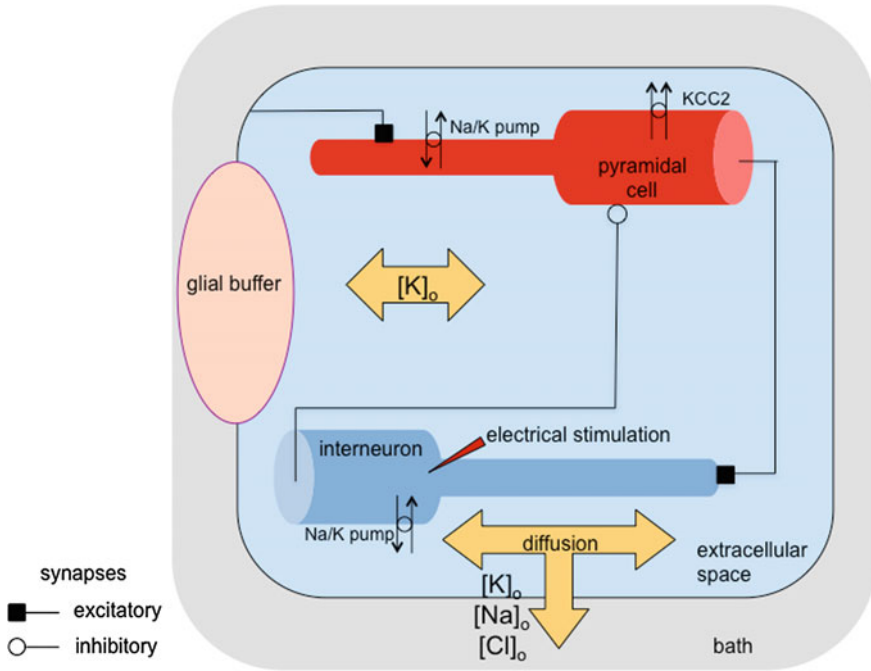 KCC2
Na/K pump
pyramidal
cell
glial buffer
[K]ₒ
electrical stimulation
interneuron
Na/K pump
diffusion
extracellular
space
[K]ₒ
[Na]ₒ
[Cl]ₒ
bath
synapses
excitatory
inhibitory